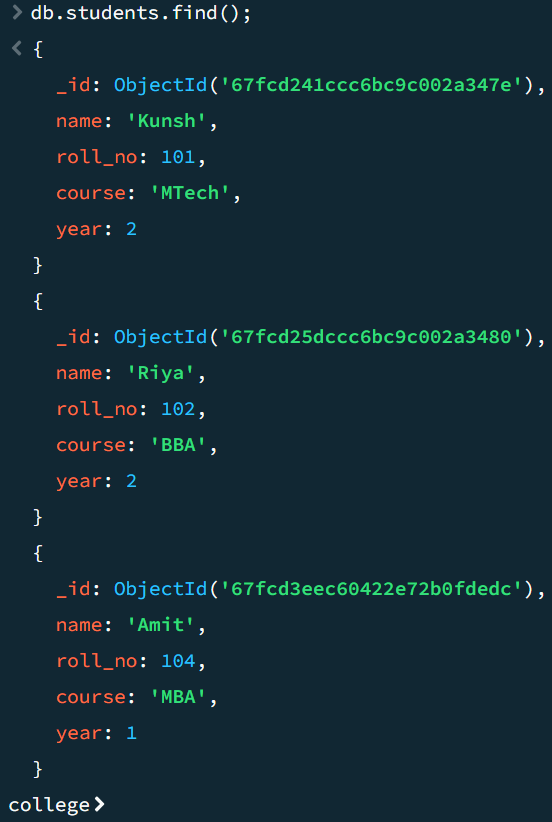 > db.students.find();
< {
_id: ObjectId('67fcd241ccc6bc9c002a347e'),
name: 'Kunsh',
roll_no: 101,
course: 'MTech',
year: 2
}
{
_id: ObjectId('67fcd25dccc6bc9c002a3480'),
name: 'Riya',
roll_no: 102,
course: 'BBA',
year: 2
}
{
_id: ObjectId('67fcd3eec60422e72b0fdedc'),
name: 'Amit',
roll_no: 104,
course: 'MBA',
year: 1
}
college>